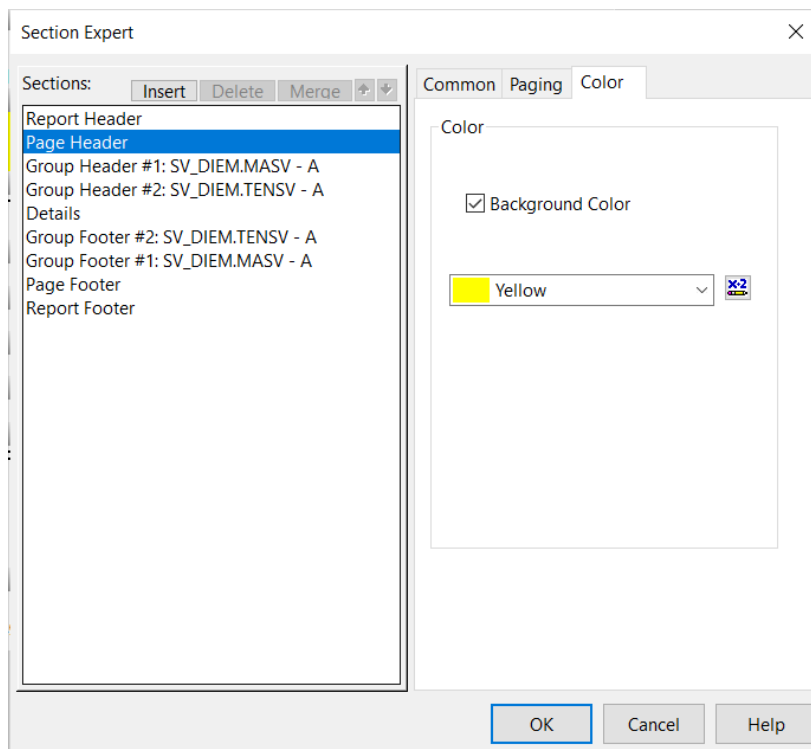 Section Expert
Sections:
Insert Delete Merge
Report Header
Page Header
Group Header #1: SV_DIEM.MASV - A
Group Header #2: SV_DIEM.TENSV - A
Details
Group Footer #2: SV_DIEM.TENSV - A
Group Footer #1: SV_DIEM.MASV - A
Page Footer
Report Footer
Common Paging Color
Color
Background Color
Yellow
x·2
OK Cancel Help